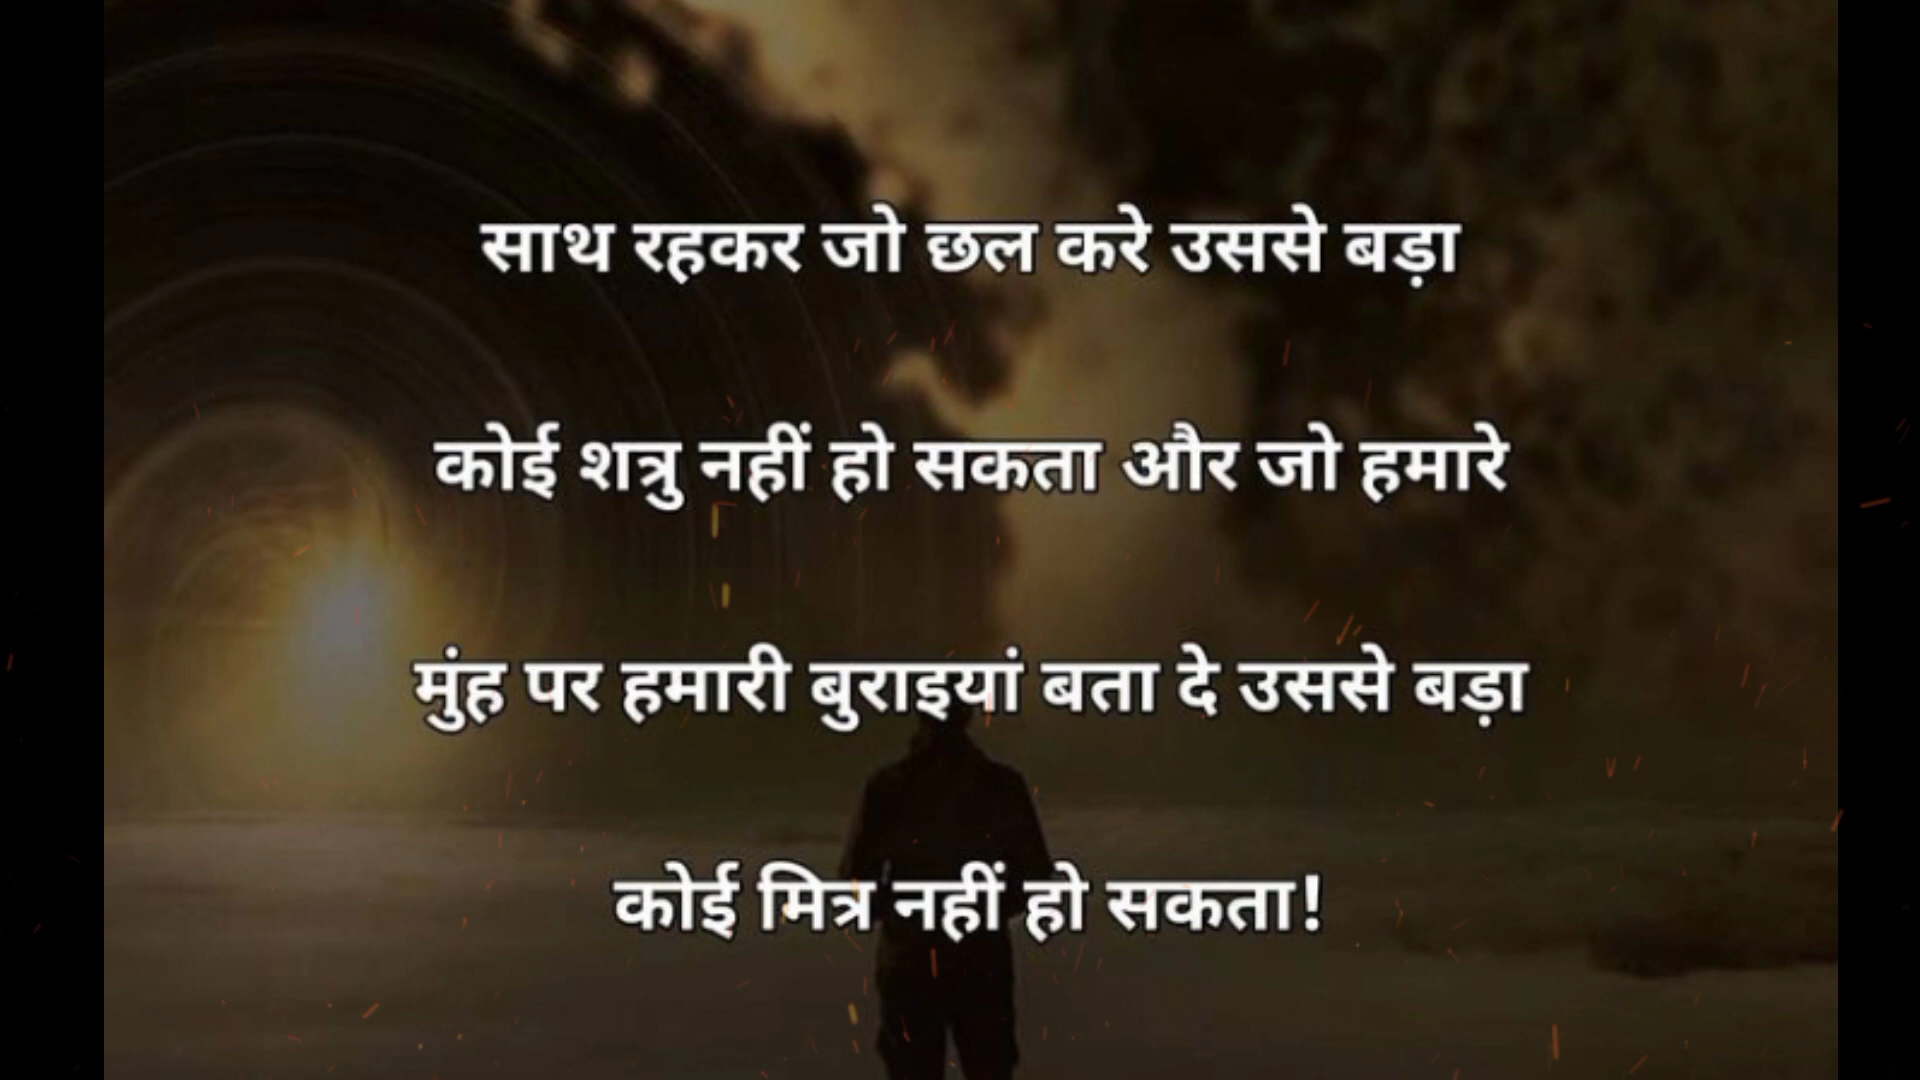 साथ रहकर जो छल करे उससे बड़ा
कोई शत्रु नहीं हो सकता और जो हमारे
मुंह पर हमारी बुराइयां बता दे उससे बड़ा
कोई मित्र नहीं हो सकता!